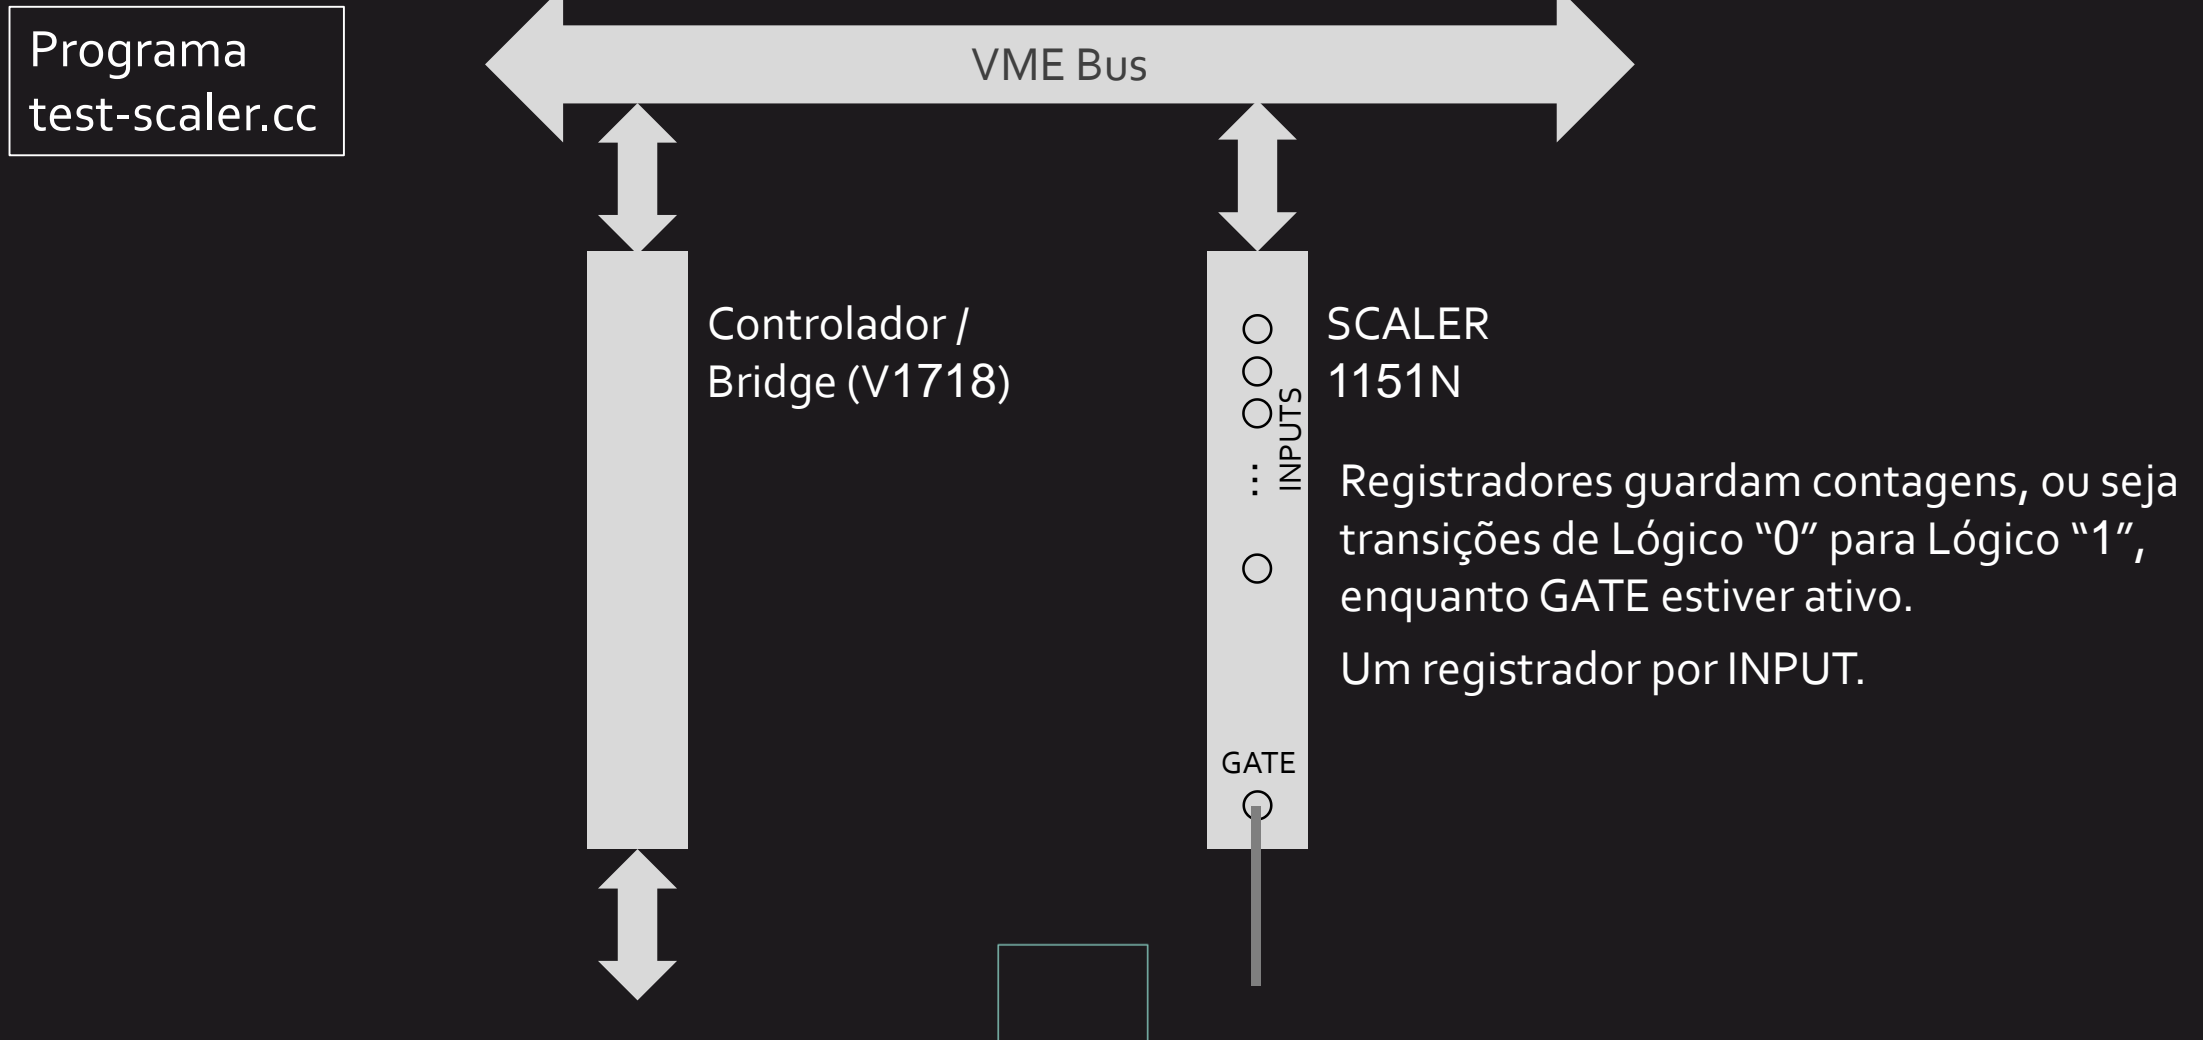 Programa
test-scaler.cc
VME Bus
Controlador /
Bridge (V1718)
SCALER
1151N
INPUTS
...
Registradores guardam contagens, ou seja
transições de Lógico “0” para Lógico “1”,
enquanto GATE estiver ativo.
Um registrador por INPUT.
GATE